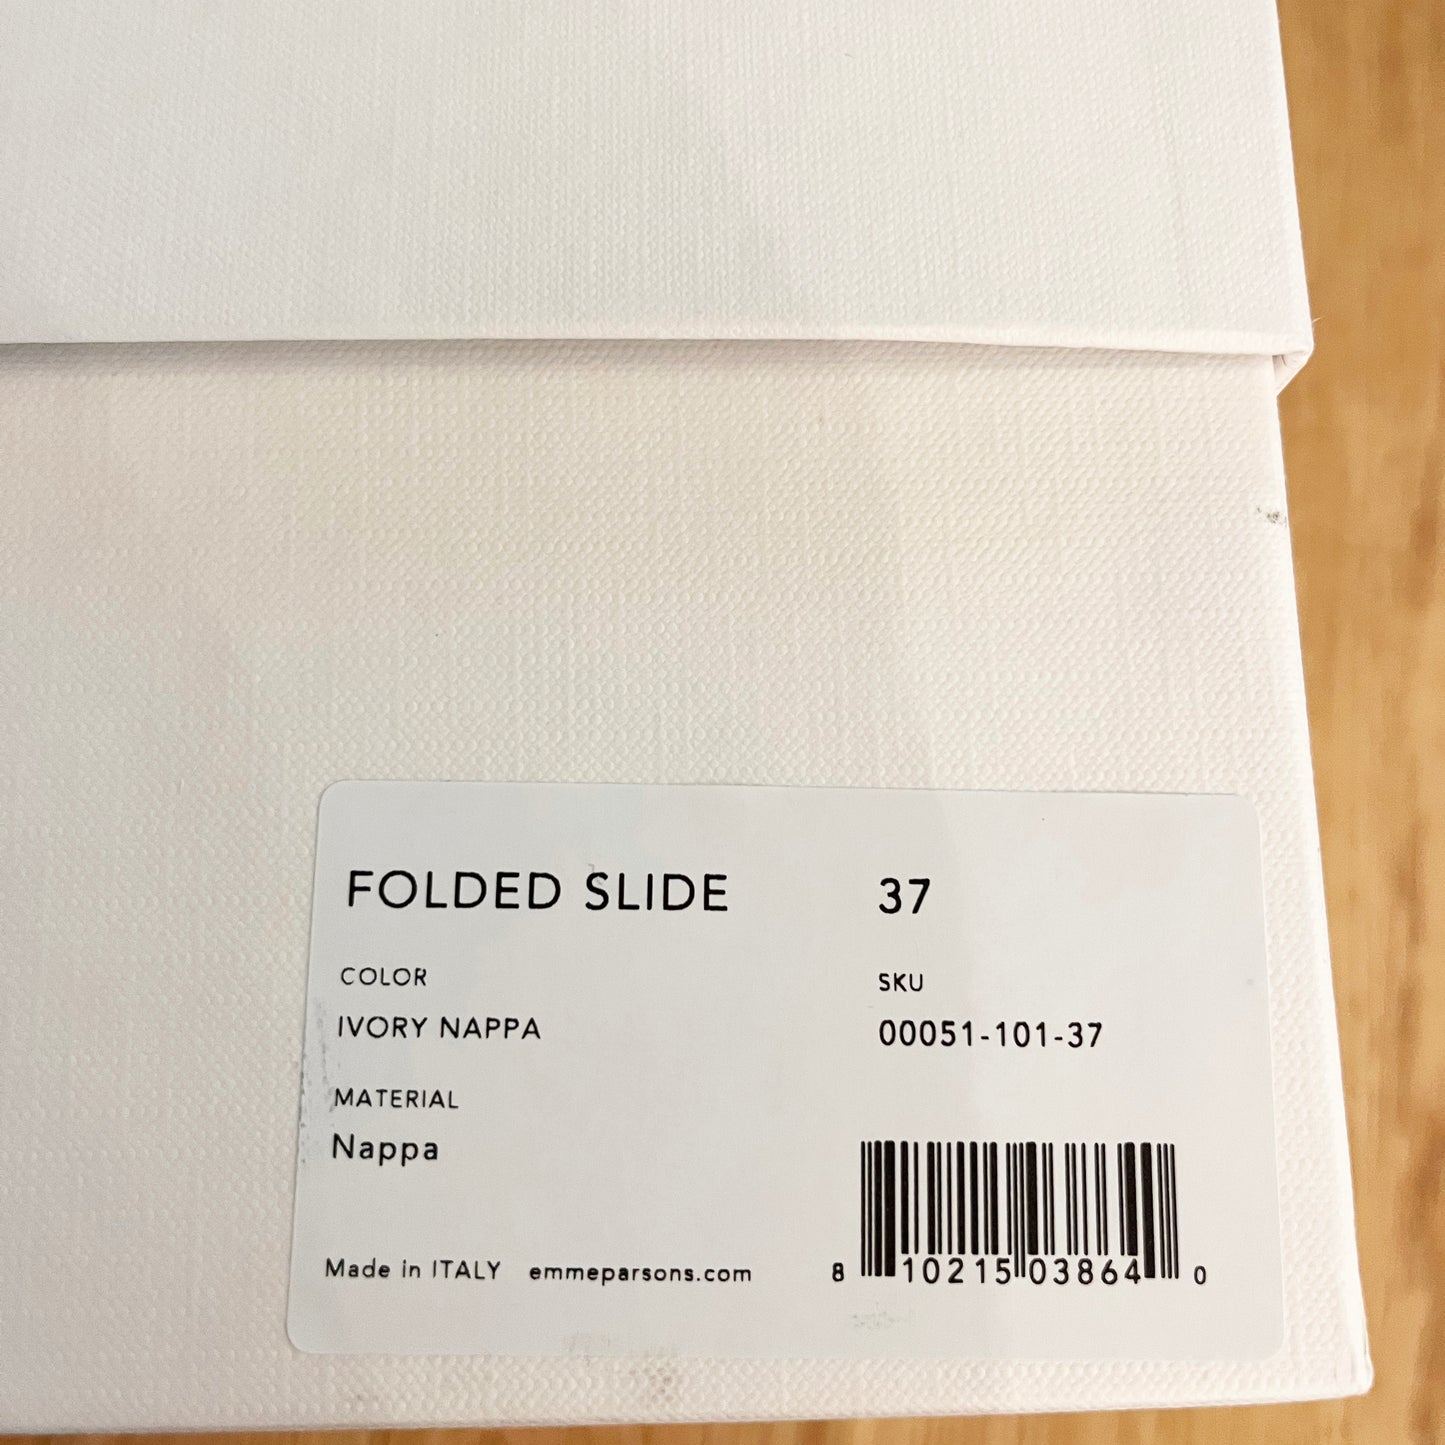 FOLDED SLIDE 37
COLOR SKU
IVORY NAPPA 00051-101-37
MATERIAL
Nappa
Made in ITALY emmeparsons.com 8 10215 03864 0